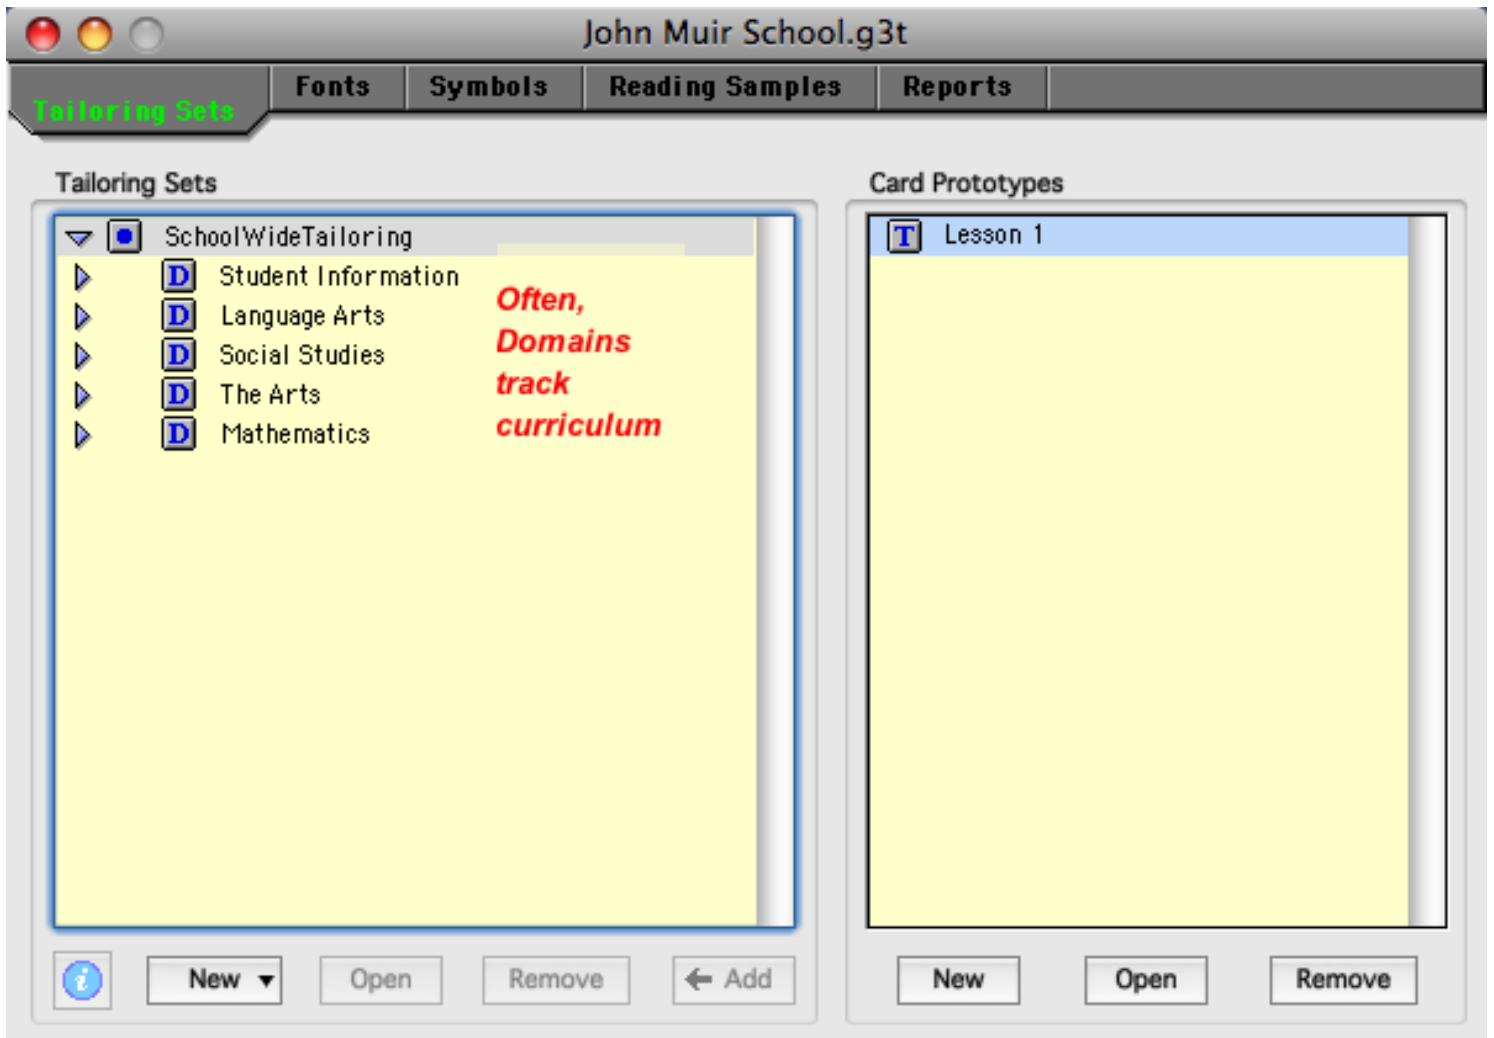 John Muir School.g3t
Tailoring Sets
Fonts
Symbols
Reading Samples
Reports
Tailoring Sets
SchoolWideTailoring
D Student Information
D Language Arts
D Social Studies
D The Arts
D Mathematics
Often,
Domains
track
curriculum
i
New
Open
Remove
Add
Card Prototypes
T Lesson 1
New
Open
Remove